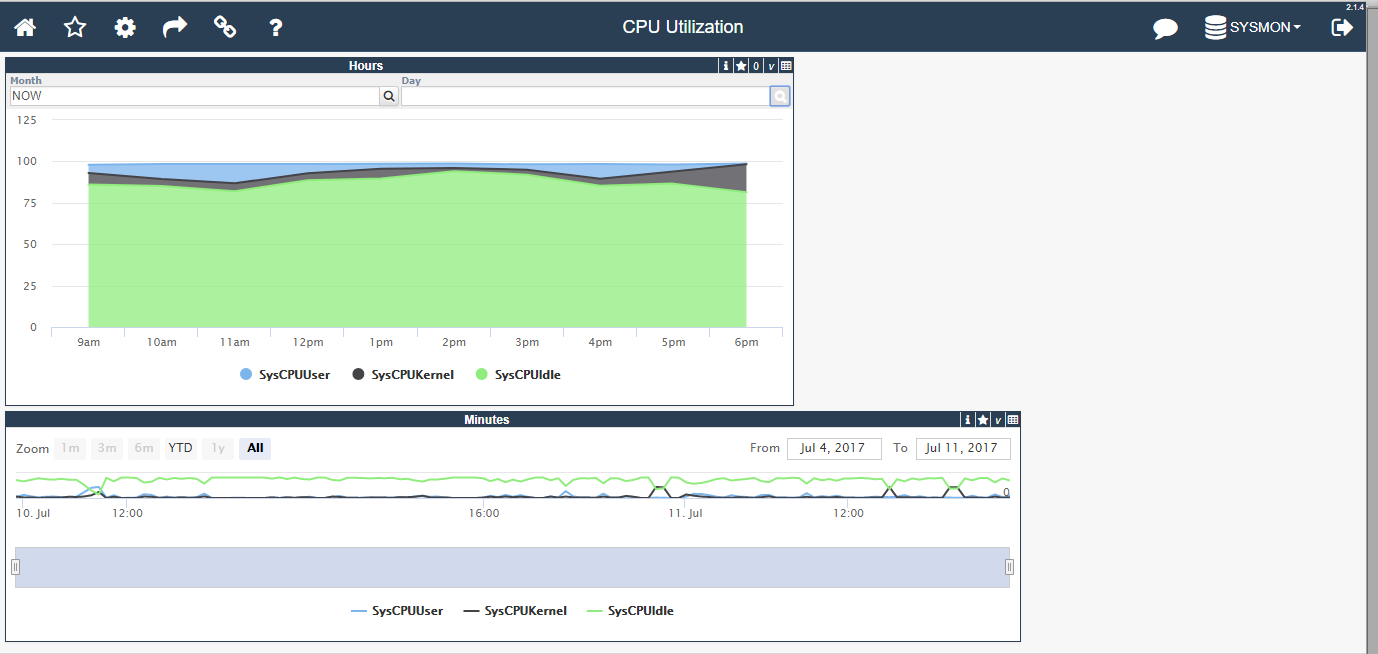 2.1.4
? CPU Utilization SYSMON
Hours i 0 v
Month Day
NOW
125
100
75
50
25
0
9am 10am 11am 12pm 1pm 2pm 3pm 4pm 5pm 6pm
SysCPUUser SysCPUKernel SysCPUIdle
Minutes i v
Zoom 1m 3m 6m YTD 1y All From Jul 4, 2017 To Jul 11, 2017
0
10. Jul 12:00 16:00 11. Jul 12:00
SysCPUUser SysCPUKernel SysCPUIdle